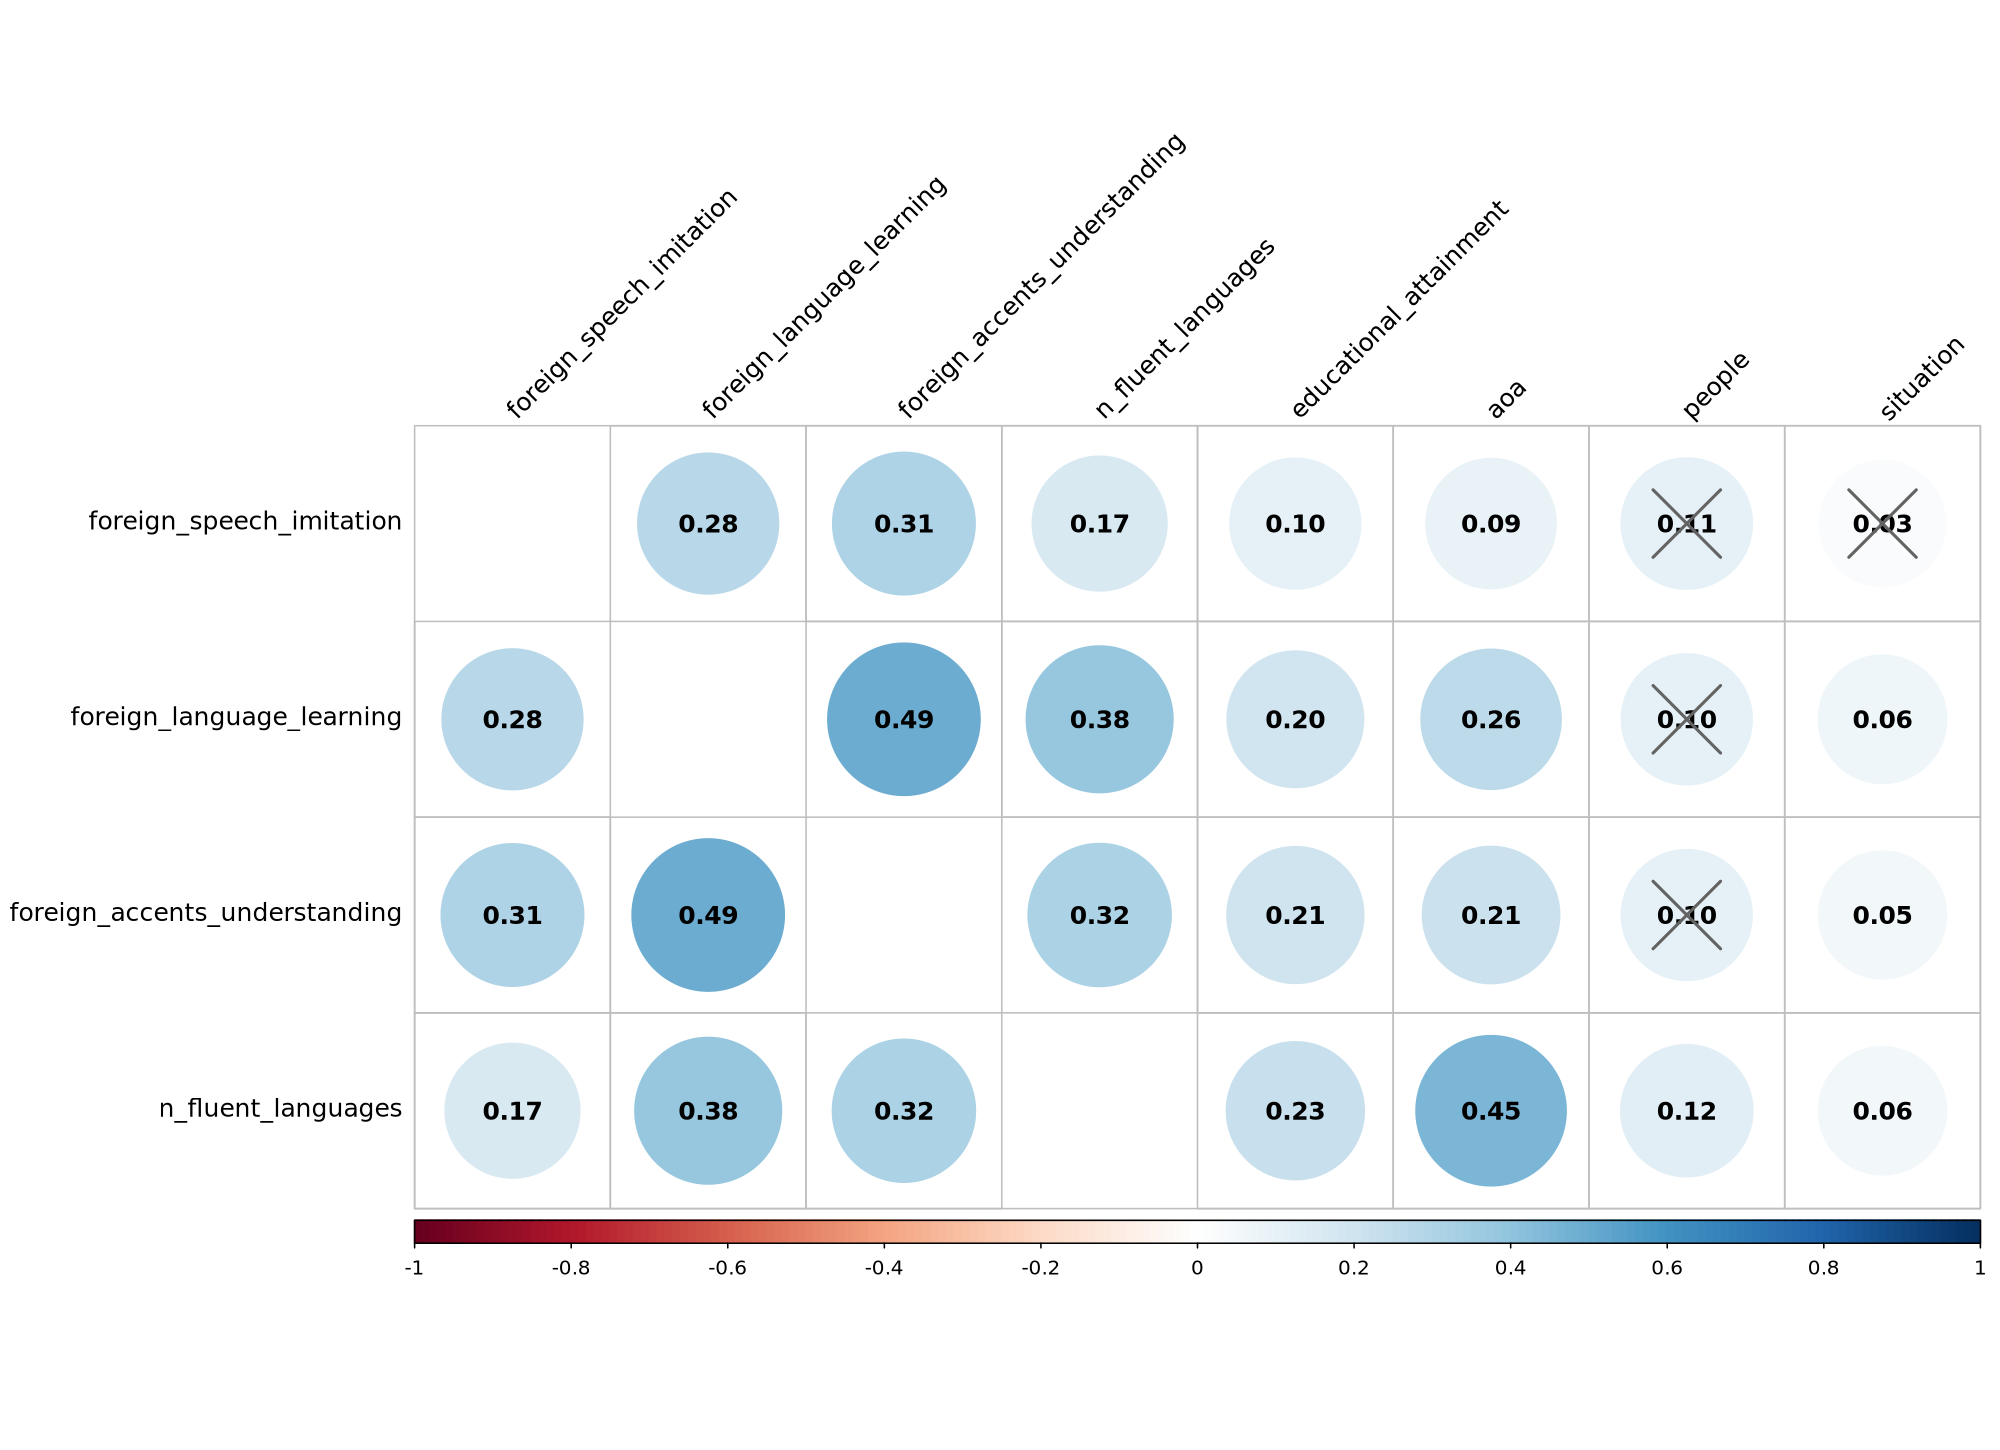 foreign_speech_imitation
foreign_language_learning
foreign_accents_understanding
n_fluent_languages
educational_attainment
aoa
people
situation
foreign_speech_imitation 0.28 0.31 0.17 0.10 0.09 0.11 0.03
foreign_language_learning 0.28 0.49 0.38 0.20 0.26 0.10 0.06
foreign_accents_understanding 0.31 0.49 0.32 0.21 0.21 0.10 0.05
n_fluent_languages 0.17 0.38 0.32 0.23 0.45 0.12 0.06
-1 -0.8 -0.6 -0.4 -0.2 0 0.2 0.4 0.6 0.8 1